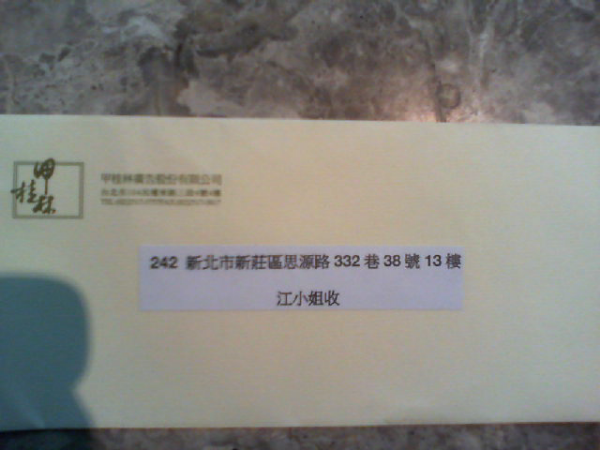 甲桂林
甲桂林廣告股份有限公司
242 新北市新莊區思源路 332 巷 38 號 13 樓
江小姐收